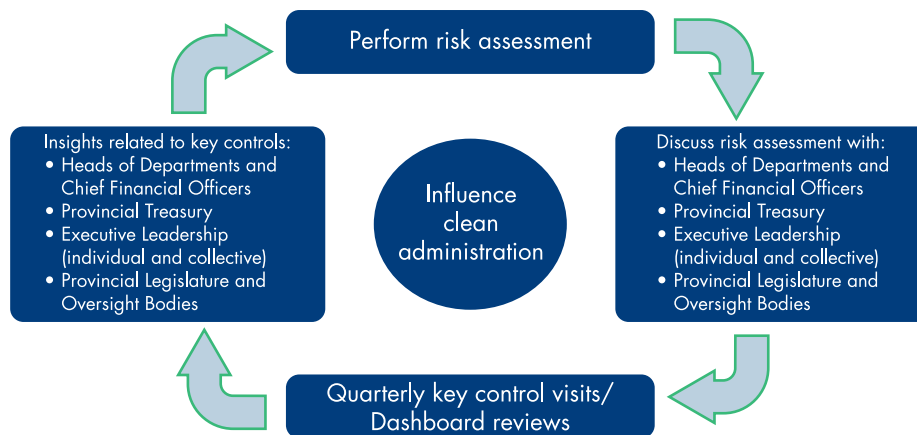 Perform risk assessment
Insights related to key controls:
• Heads of Departments and
Chief Financial Officers
• Provincial Treasury
• Executive Leadership
(individual and collective)
• Provincial Legislature and
Oversight Bodies
Influence
clean
administration
Discuss risk assessment with:
• Heads of Departments and
Chief Financial Officers
• Provincial Treasury
• Executive Leadership
(individual and collective)
• Provincial Legislature and
Oversight Bodies
Quarterly key control visits/
Dashboard reviews